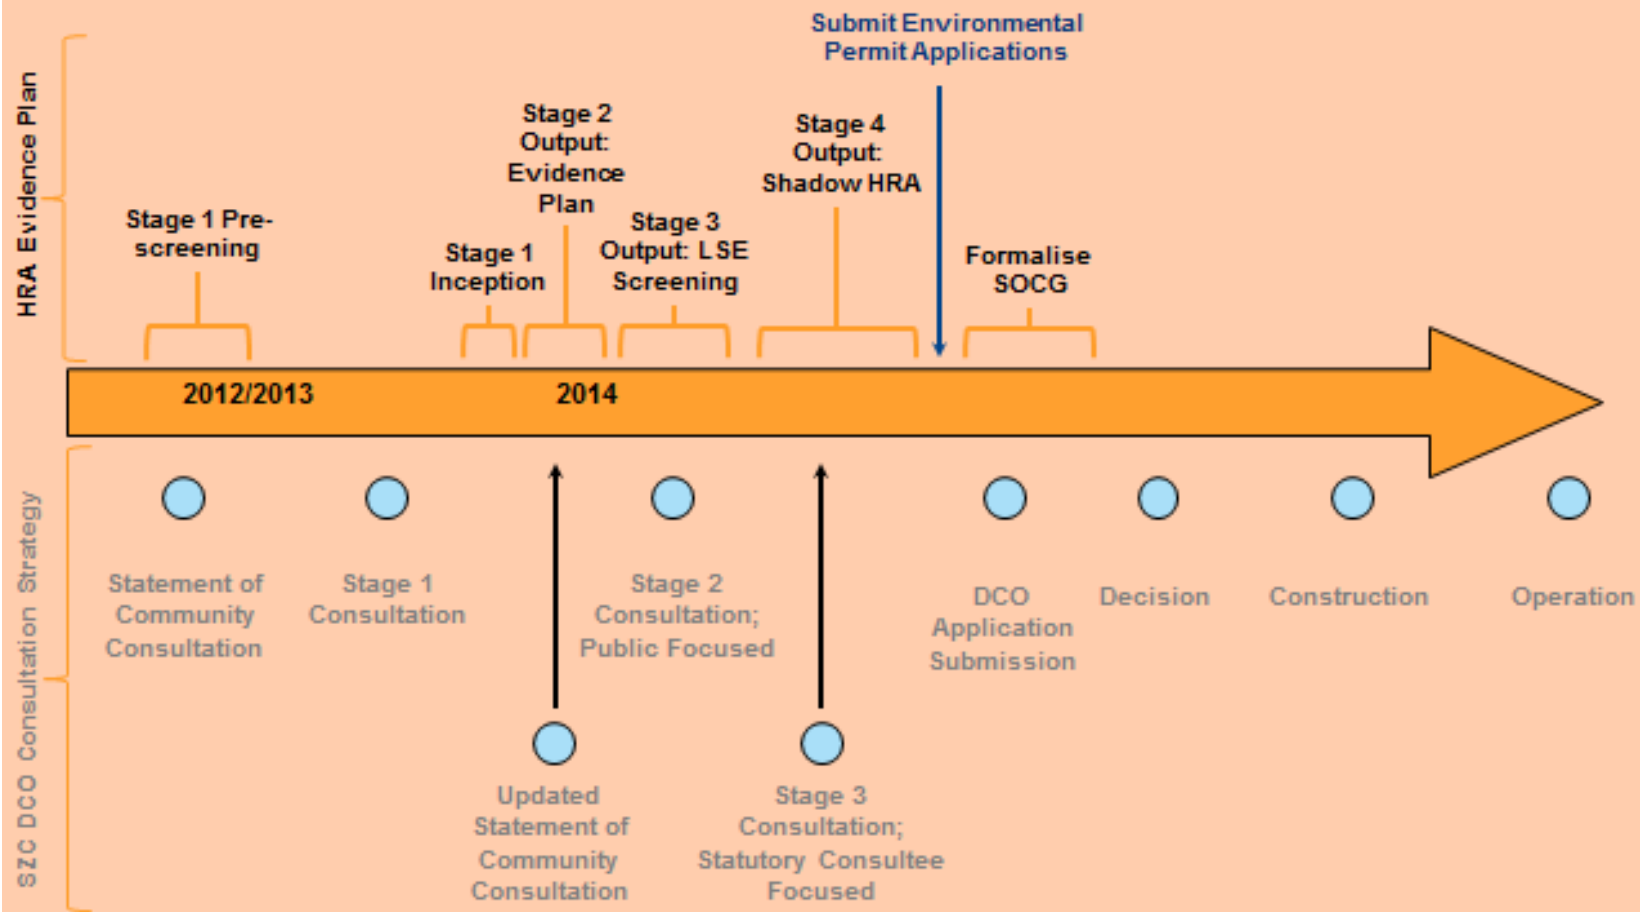 Submit Environmental
Permit Applications
HRA Evidence Plan
Stage 1 Pre-
screening
Stage 1
Inception
Stage 2
Output:
Evidence
Plan
Stage 3
Output: LSE
Screening
Stage 4
Output:
Shadow HRA
Formalise
SOCG
2012/2013
2014
SZC DCO Consultation Strategy
Statement of
Community
Consultation
Stage 1
Consultation
Updated
Statement of
Community
Consultation
Stage 2
Consultation;
Public Focused
Stage 3
Consultation;
Statutory Consultee
Focused
DCO
Application
Submission
Decision
Construction
Operation